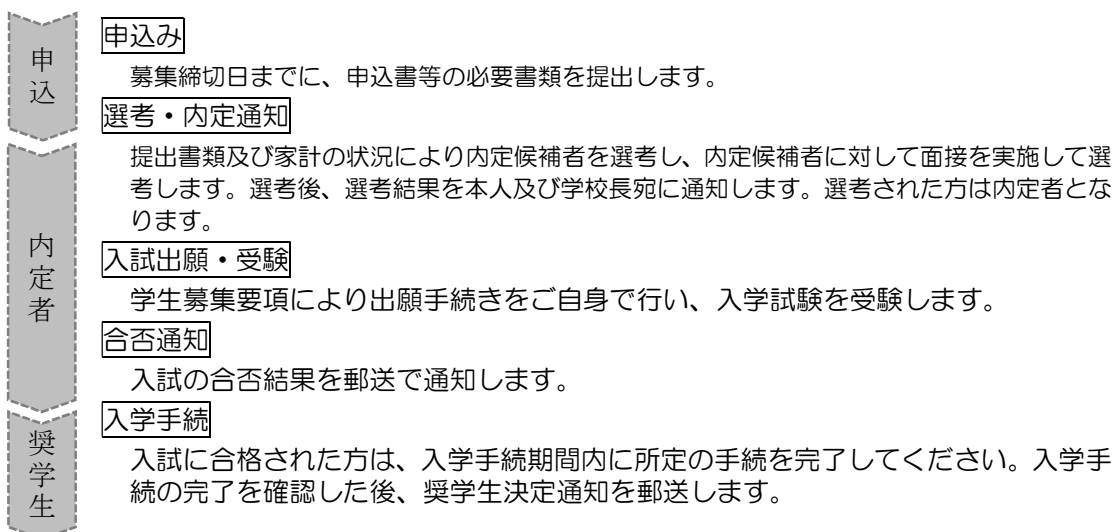 申込
申込み
募集締切日までに、申込書等の必要書類を提出します。
選考・内定通知
提出書類及び家計の状況により内定候補者を選考し、内定候補者に対して面接を実施して選
考します。選考後、選考結果を本人及び学校長宛に通知します。選考された方は内定者とな
ります。
内定者
入試出願・受験
学生募集要項により出願手続きをご自身で行い、入学試験を受験します。
合否通知
入試の合否結果を郵送で通知します。
奨学生
入学手続
入試に合格された方は、入学手続期間内に所定の手続を完了してください。入学手
続の完了を確認した後、奨学生決定通知を郵送します。